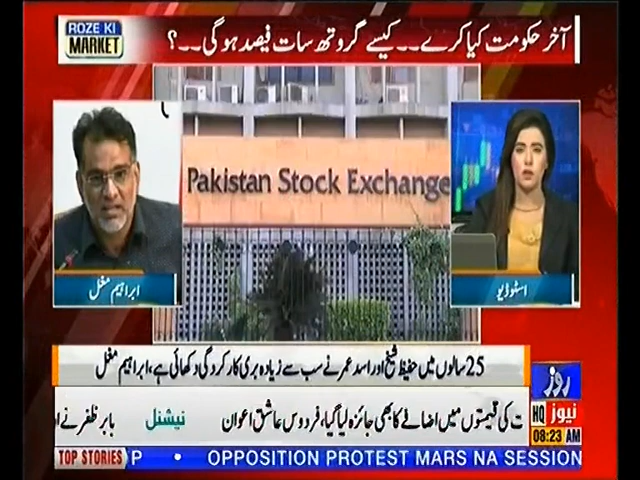 ROZE KI
MARKET
آخر حکومت کیا کرے۔۔کیسے گروتھ سات فیصد ہوگی۔۔؟
Pakistan Stock Exchange
ابراہیم مغل
اسٹوڈیو
25 سالوں میں حفیظ شیخ اور اسد عمر نے سب سے زیادہ بری کارکردگی دکھائی ہے، ابراہیم مغل
ت کی قیمتوں میں اضافے کا بھی جائزہ لیا گیا، فردوس عاشق اعوان نیشنل بابر ظفر نے ا
روز
HQ نیوز
08:23 AM
TOP STORIES P • OPPOSITION PROTEST MARS NA SESSION